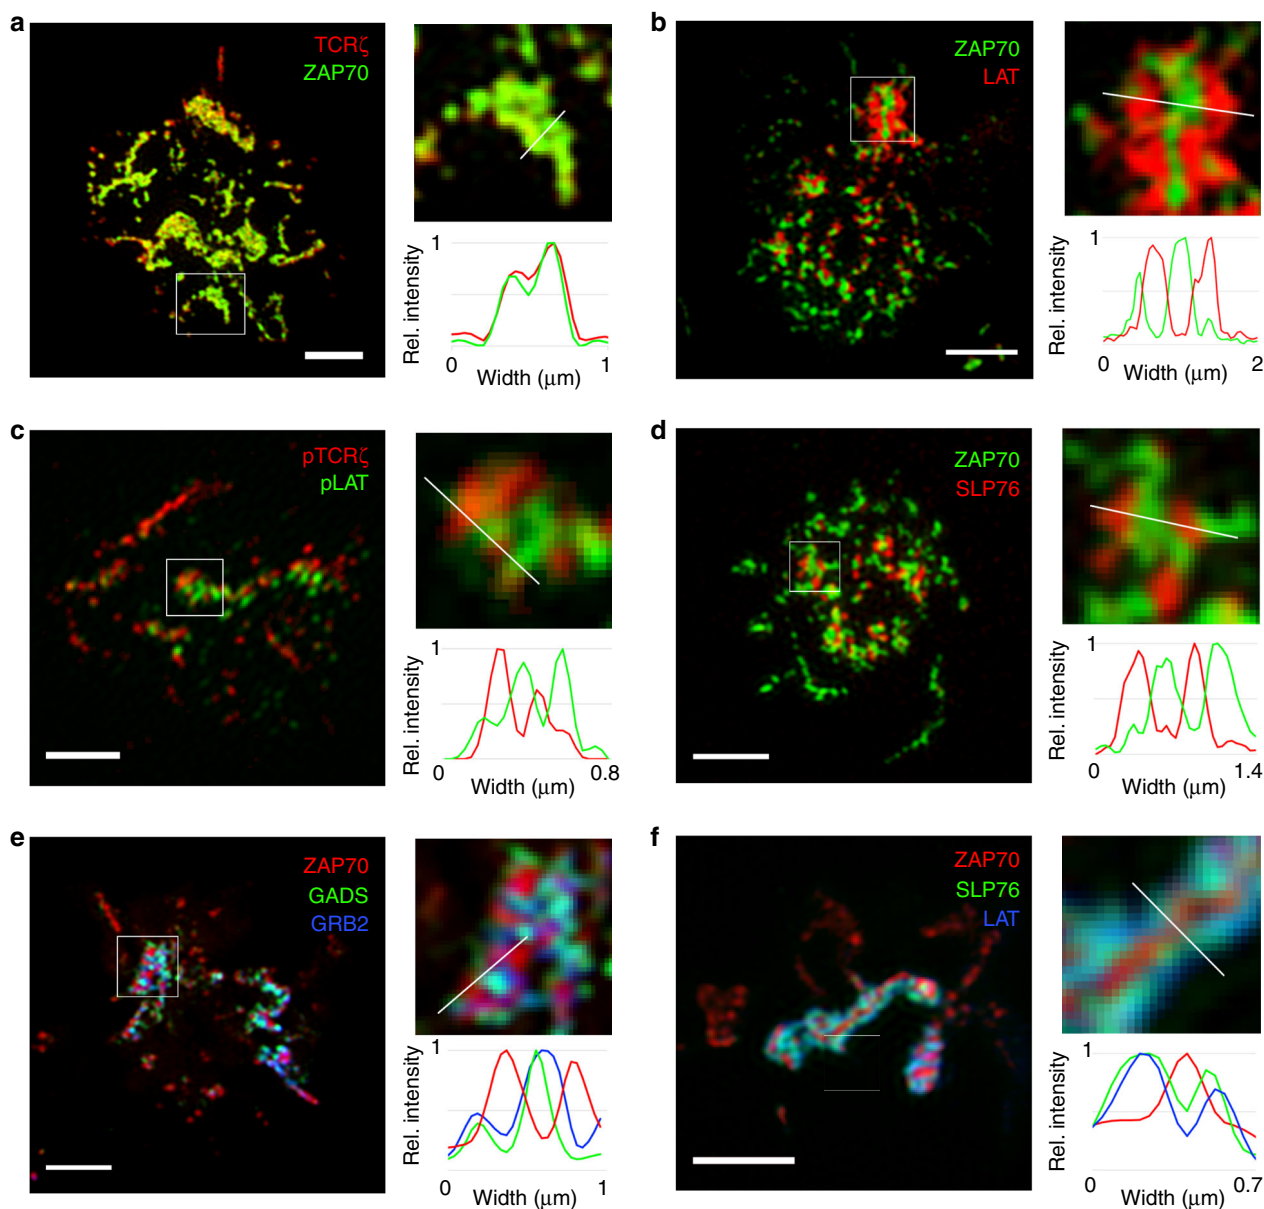 a
TCRζ
ZAP70
Rel. intensity
1
0
1
Width (μm)
b
ZAP70
LAT
Rel. intensity
1
0
2
Width (μm)
c
pTCRζ
pLAT
Rel. intensity
1
0
0.8
Width (μm)
d
ZAP70
SLP76
Rel. intensity
1
0
1.4
Width (μm)
e
ZAP70
GADS
GRB2
Rel. intensity
1
0
1
Width (μm)
f
ZAP70
SLP76
LAT
Rel. intensity
1
0
0.7
Width (μm)